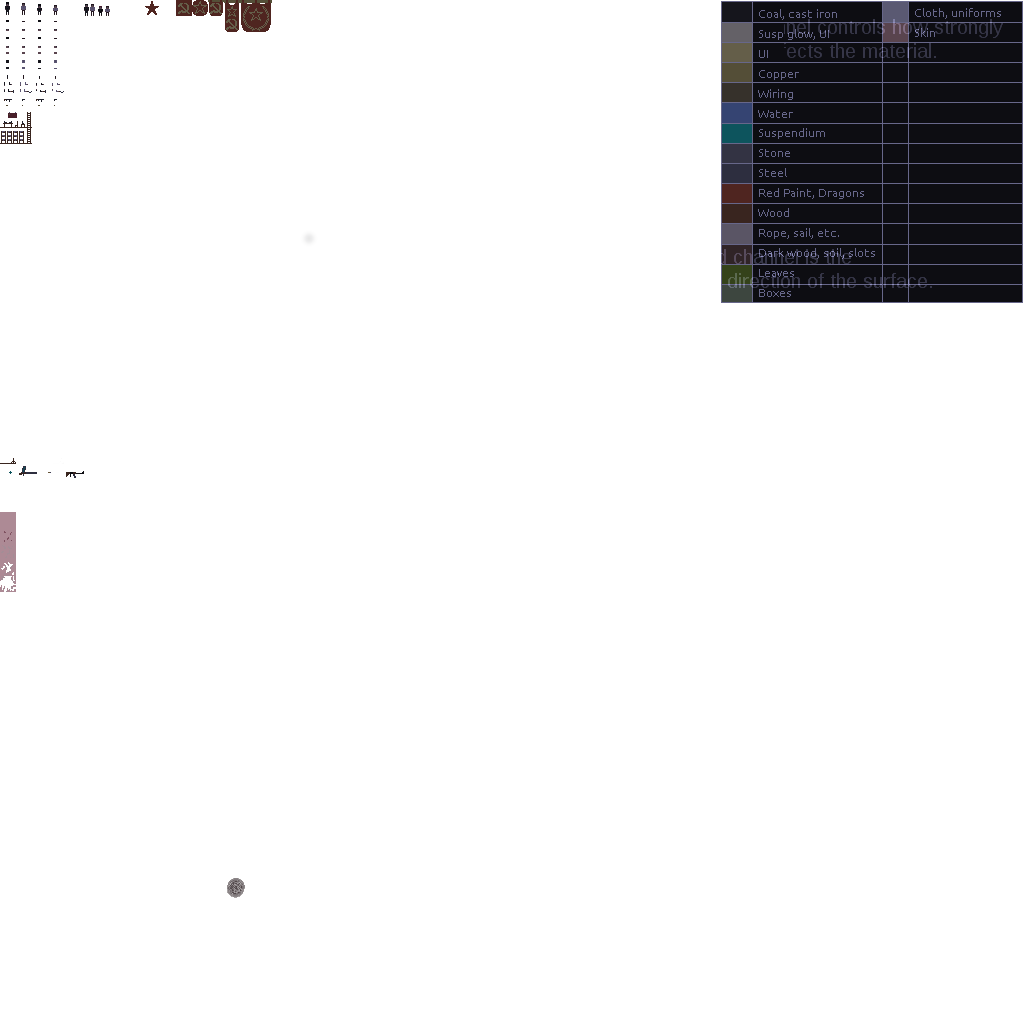 Coal, cast iron
Cloth, uniforms
Susp glow, UI
Skin
UI
Copper
Wiring
Water
Suspendium
Stone
Steel
Red Paint, Dragons
Wood
Rope, sail, etc.
Dark wood, soil, slots
Leaves
Boxes
controls how strongly
the material.
channel is the
direction of the surface.